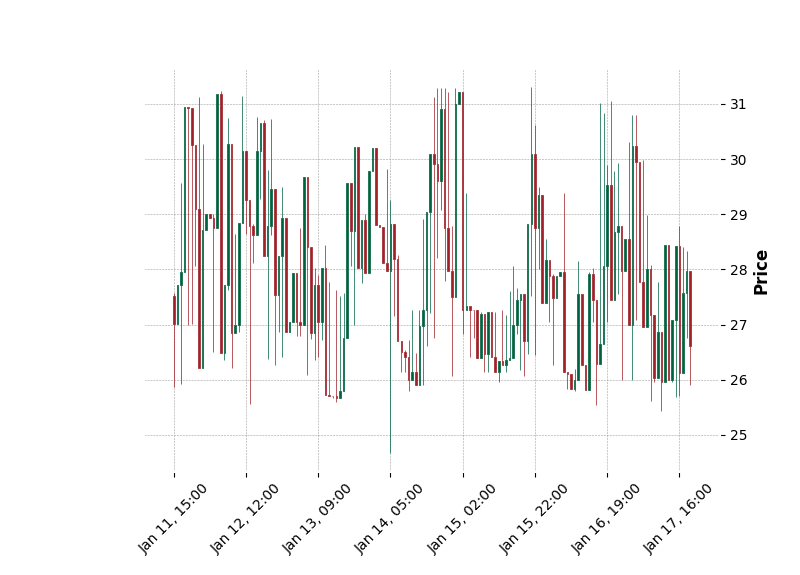 31
30
29
28
27
26
25
Price
Jan 11, 15:00
Jan 12, 12:00
Jan 13, 09:00
Jan 14, 05:00
Jan 15, 02:00
Jan 15, 22:00
Jan 16, 19:00
Jan 17, 16:00